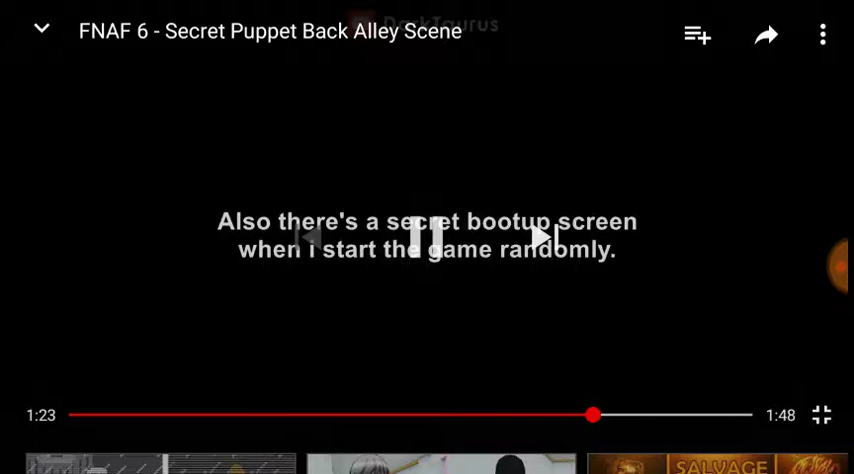 DarkTaurus
FNAF 6 - Secret Puppet Back Alley Scene
Also there's a secret bootup screen
when i start the game randomly.
1:23
1:48
SALVAGE